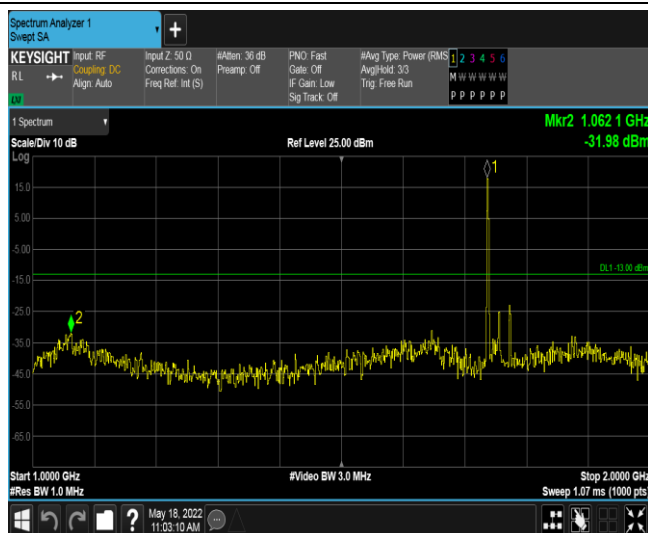 Spectrum Analyzer 1
Swept SA
+
KEYSIGHT
RL
LXI
Input: RF
Coupling: DC
Align: Auto
Input Z: 50 Ω
Corrections: On
Freq Ref: Int (S)
#Atten: 36 dB
Preamp: Off
PNO: Fast
Gate: Off
IF Gain: Low
Sig Track: Off
#Avg Type: Power (RMS
Avg|Hold: 3/3
Trig: Free Run
1 2 3 4 5 6
M W W W W W
P P P P P P
1 Spectrum
Mkr2 1.062 1 GHz
Scale/Div 10 dB
Ref Level 25.00 dBm
-31.98 dBm
Log
1
15.0
5.00
-5.00
DL1 -13.00 dBm
-15.0
-25.0
2
-35.0
-45.0
-55.0
-65.0
Start 1.0000 GHz
#Video BW 3.0 MHz
Stop 2.0000 GHz
#Res BW 1.0 MHz
Sweep 1.07 ms (1000 pts)
?
May 18, 2022
11:03:10 AM